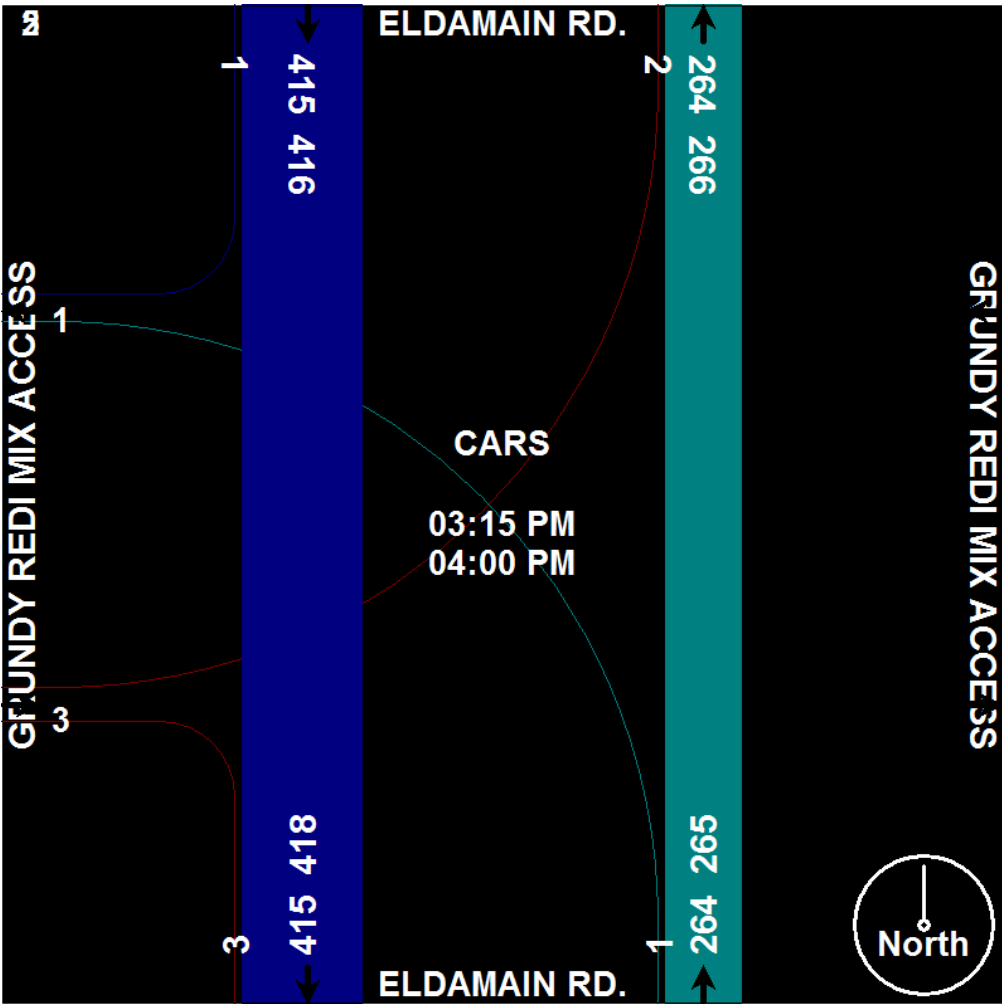 ELDAMAIN RD.
1
415 416
2
264 266
GRUNDY REDI MIX ACCESS
1
3
CARS
03:15 PM
04:00 PM
GRUNDY REDI MIX ACCESS
3
415 418
1
264 265
ELDAMAIN RD.
North